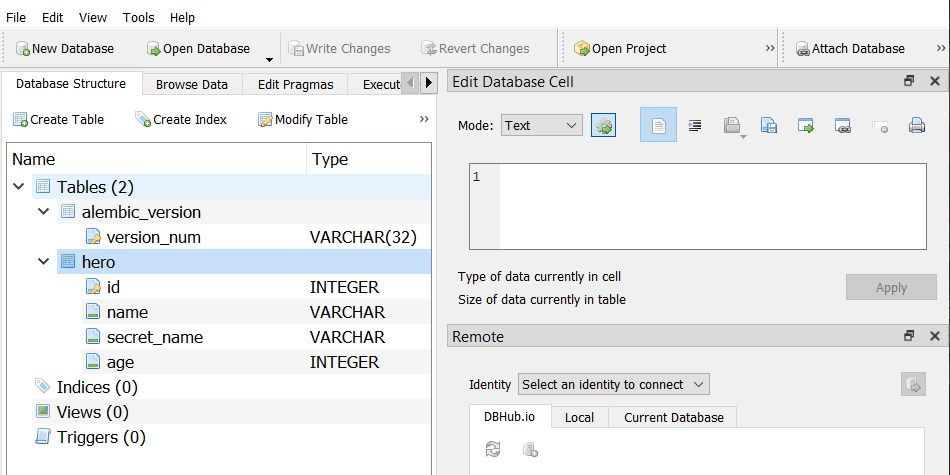 File Edit View Tools Help
New Database Open Database Write Changes Revert Changes Open Project >> Attach Database >>
Database Structure Browse Data Edit Pragmas Execut
Create Table Create Index Modify Table >>
Name Type
Tables (2)
alembic_version
version_num VARCHAR(32)
hero
id INTEGER
name VARCHAR
secret_name VARCHAR
age INTEGER
Indices (0)
Views (0)
Triggers (0)
Edit Database Cell
Mode: Text
1
Type of data currently in cell
Size of data currently in table
Apply
Remote
Identity Select an identity to connect
DBHub.io Local Current Database